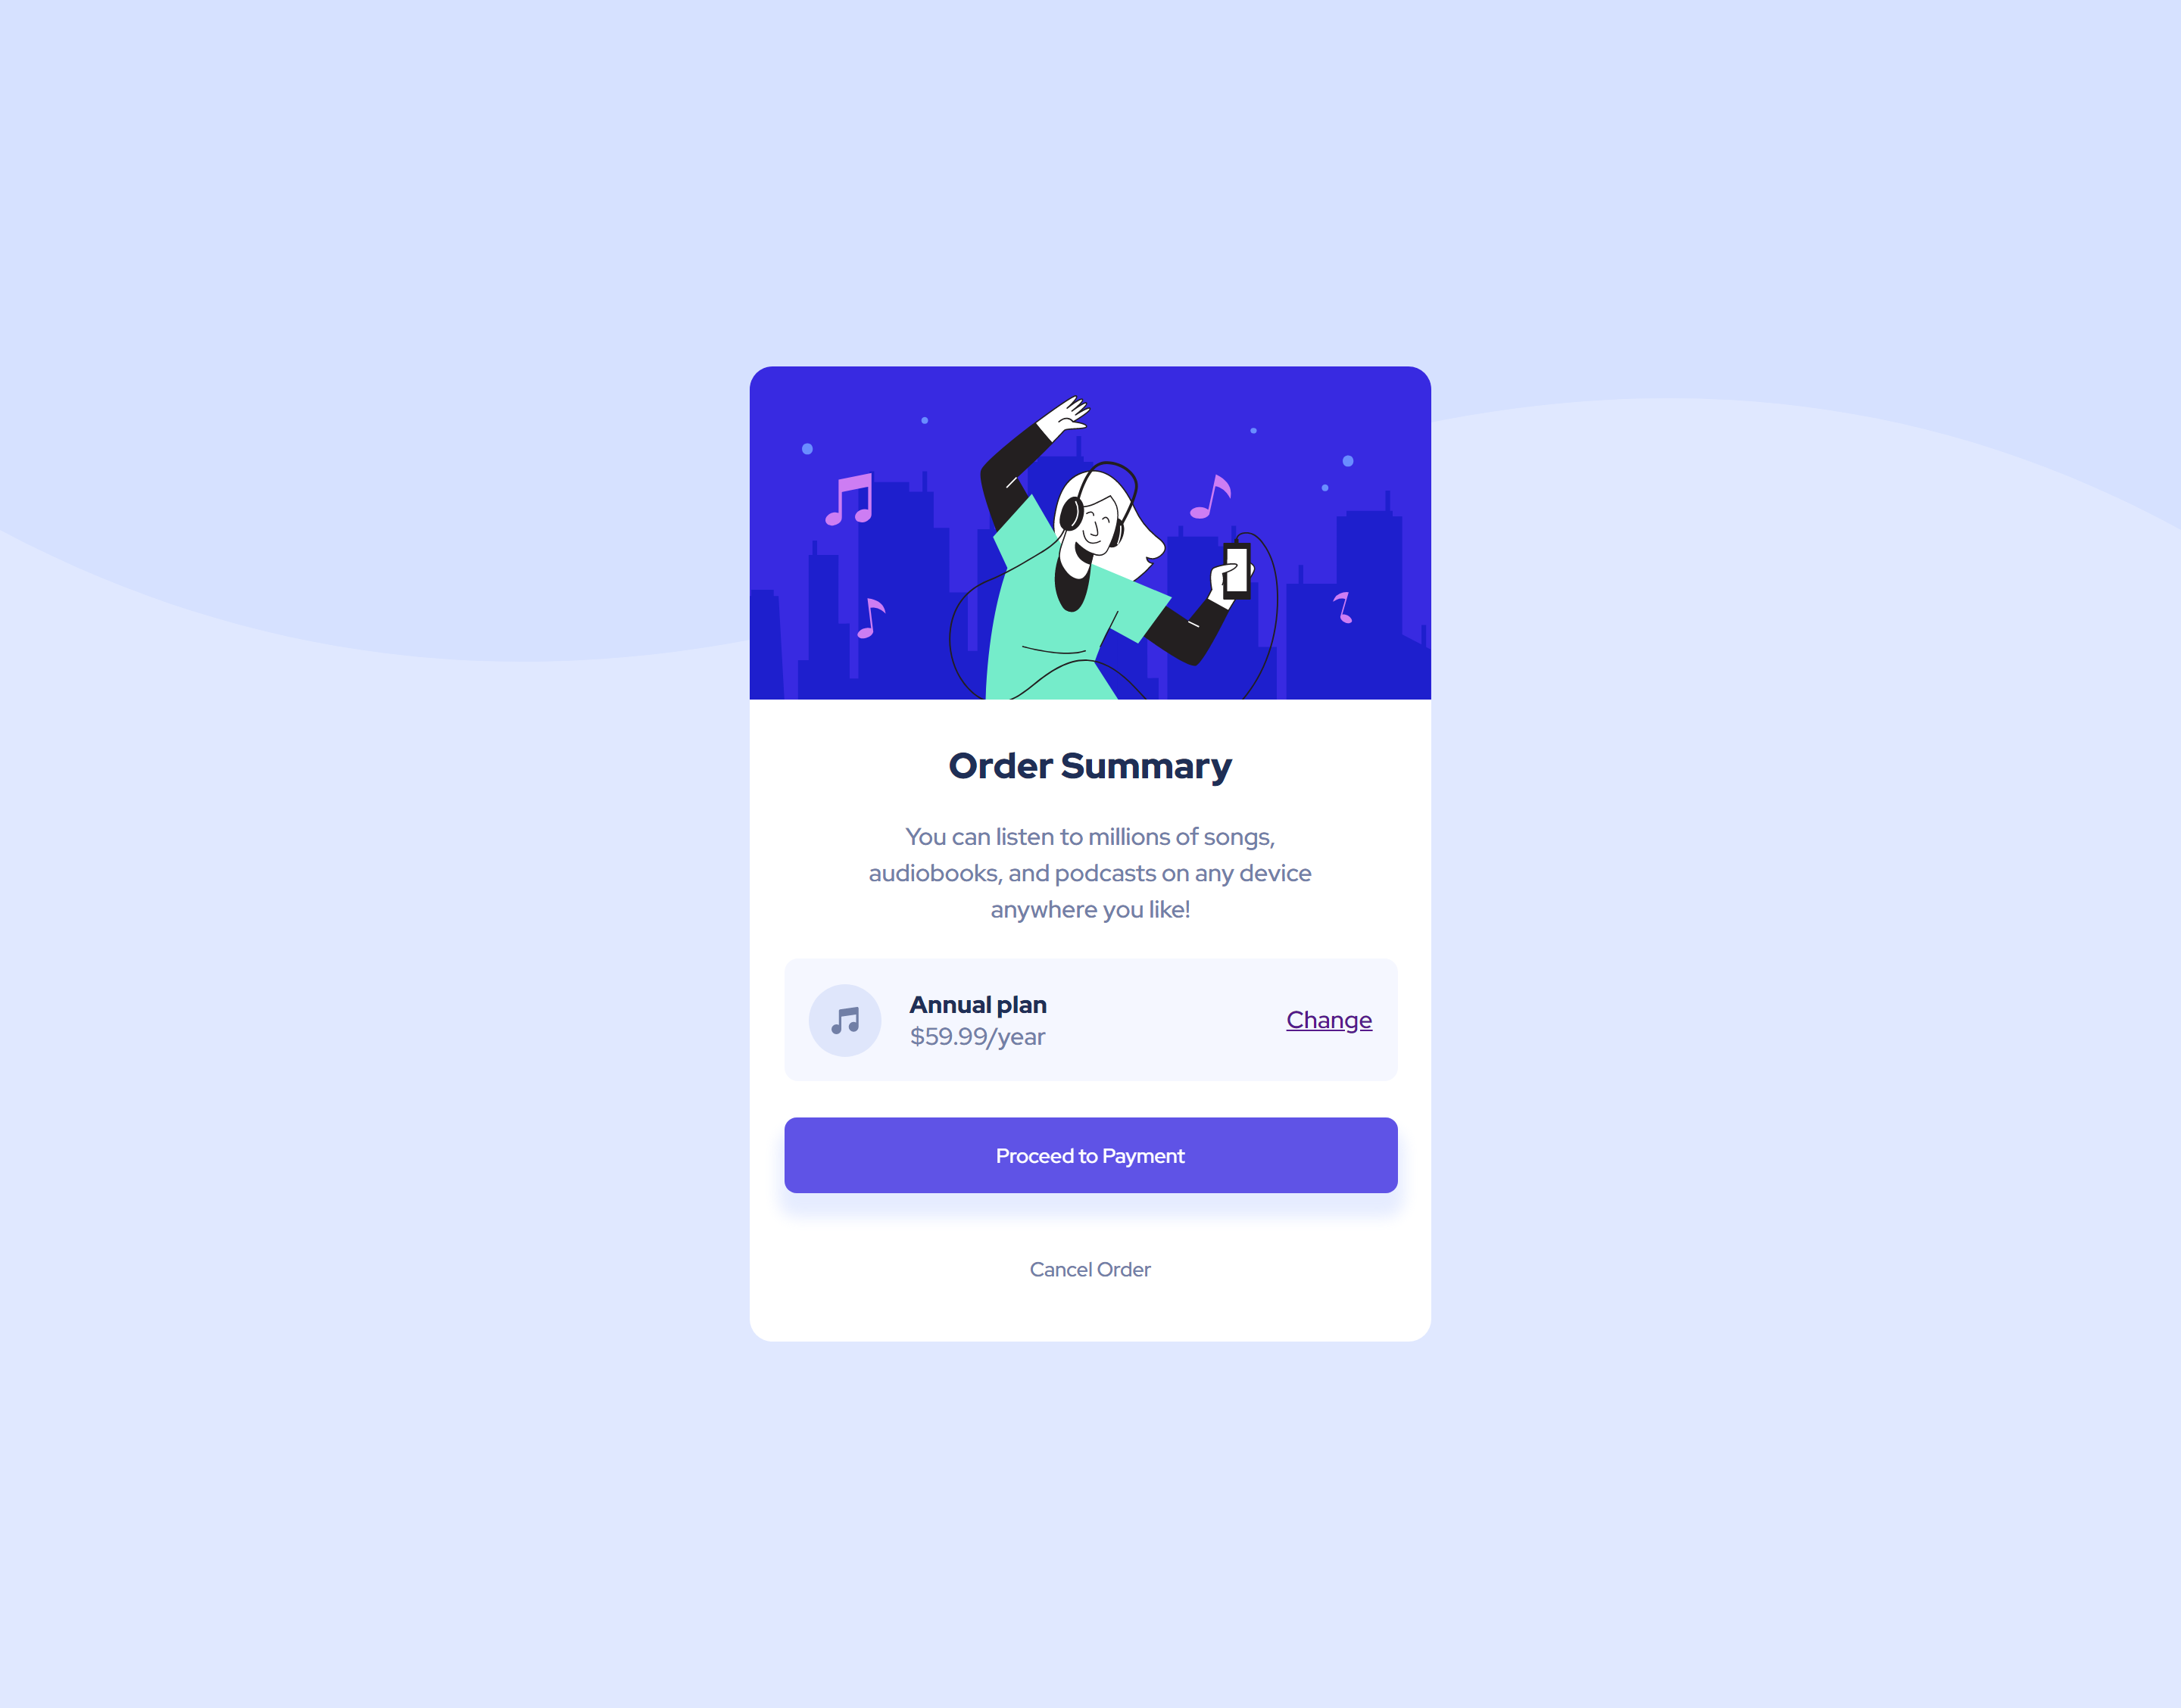 Order Summary
You can listen to millions of songs,
audiobooks, and podcasts on any device
anywhere you like!
Annual plan
$59.99/year
Change
Proceed to Payment
Cancel Order